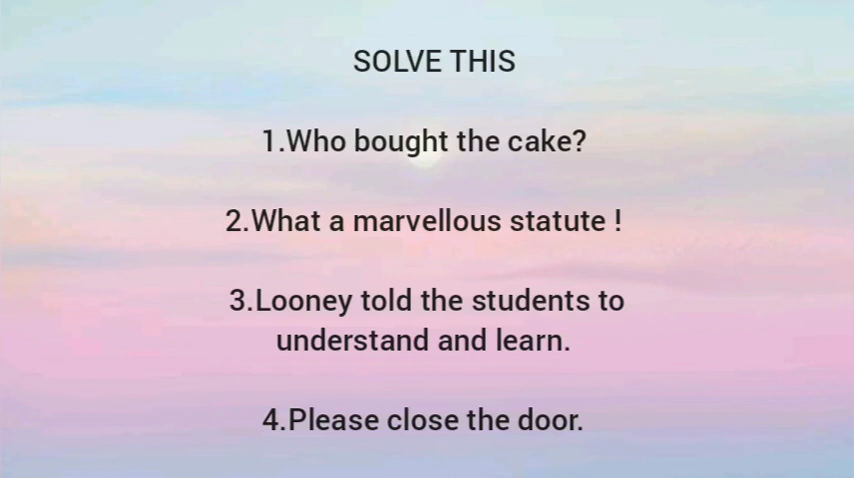 SOLVE THIS
1.Who bought the cake?
2.What a marvellous statute !
3.Looney told the students to
understand and learn.
4.Please close the door.